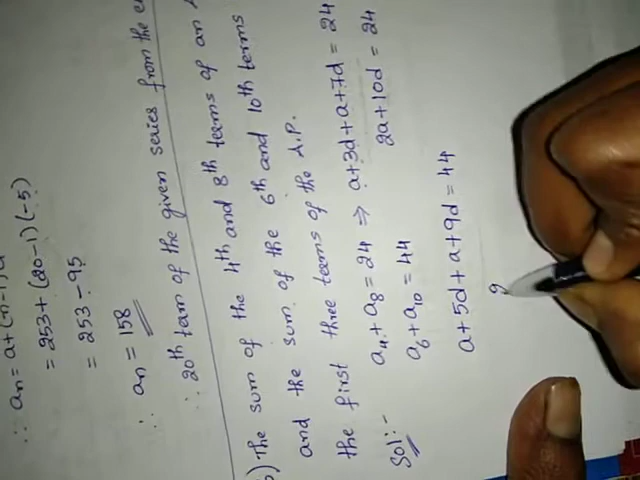 ∴ an = a+(n-1)d
= 253+(20-1)(-5)
= 253-95
∴ an = 158
∴ 20th term of the given series from the
) The sum of the 4th and 8th terms of an
and the sum of the 6th and 10th terms
the first three terms of the A.P.
Sol:- a4+a8=24 ⇒ a+3d+a+7d=24
2a+10d=24
a6+a10=44
a+5d+a+9d=44
2